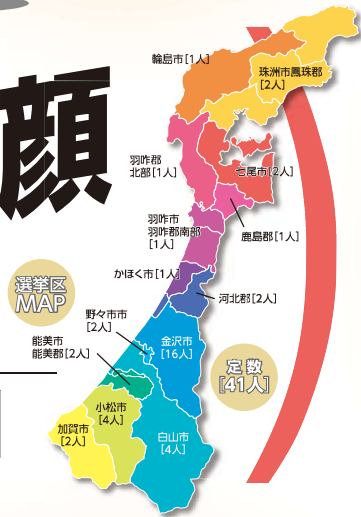 顔
輪島市[1人]
珠洲市鳳珠郡
[2人]
羽咋郡
北部[1人]
七尾市[2人]
羽咋市
羽咋郡南部
[1人]
鹿島郡[1人]
かほく市[1人]
選挙区
MAP
河北郡[2人]
野々市市
[2人]
能美市
能美郡[2人]
金沢市
[16人]
定数
[41人]
小松市
[4人]
加賀市
[2人]
白山市
[4人]